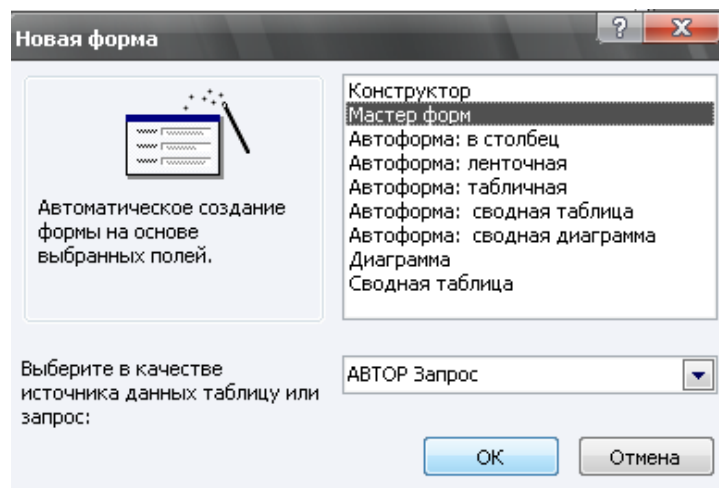 Новая форма
?
X
Конструктор
Мастер форм
Автоформа: в столбец
Автоформа: ленточная
Автоформа: табличная
Автоформа: сводная таблица
Автоформа: сводная диаграмма
Диаграмма
Сводная таблица
Автоматическое создание
формы на основе
выбранных полей.
Выберите в качестве
источника данных таблицу или
запрос:
АВТОР Запрос
ОК
Отмена